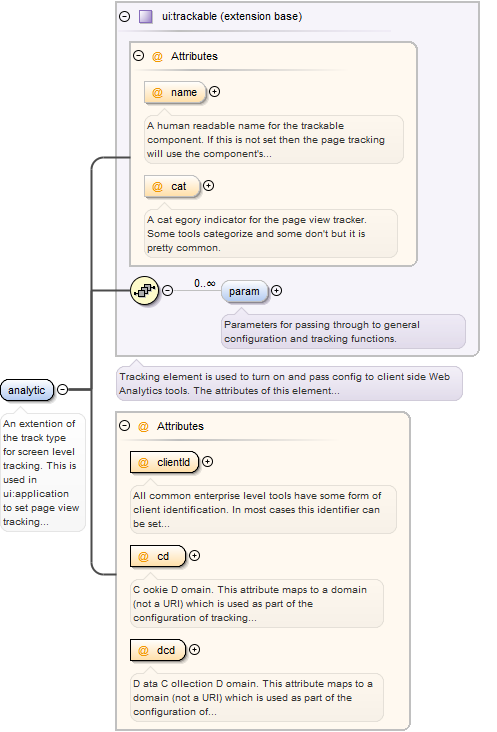 ui:trackable (extension base)
@ Attributes
@ name
A human readable name for the trackable
component. If this is not set then the page tracking
will use the component's...
@ cat
A cat egory indicator for the page view tracker.
Some tools categorize and some don't but it is
pretty common.
0..∞
param
Parameters for passing through to general
configuration and tracking functions.
Tracking element is used to turn on and pass config to client side Web
Analytics tools. The attributes of this element...
analytic
An extention of
the track type
for screen level
tracking. This is
used in
ui:application
to set page view
tracking...
@ Attributes
@ clientId
All common enterprise level tools have some form of
client identification. In most cases this identifier can
be set...
@ cd
C ookie D omain. This attribute maps to a domain
(not a URI) which is used as part of the
configuration of tracking...
@ dcd
D ata C ollection D omain. This attribute maps to a
domain (not a URI) which is used as part of the
configuration of...